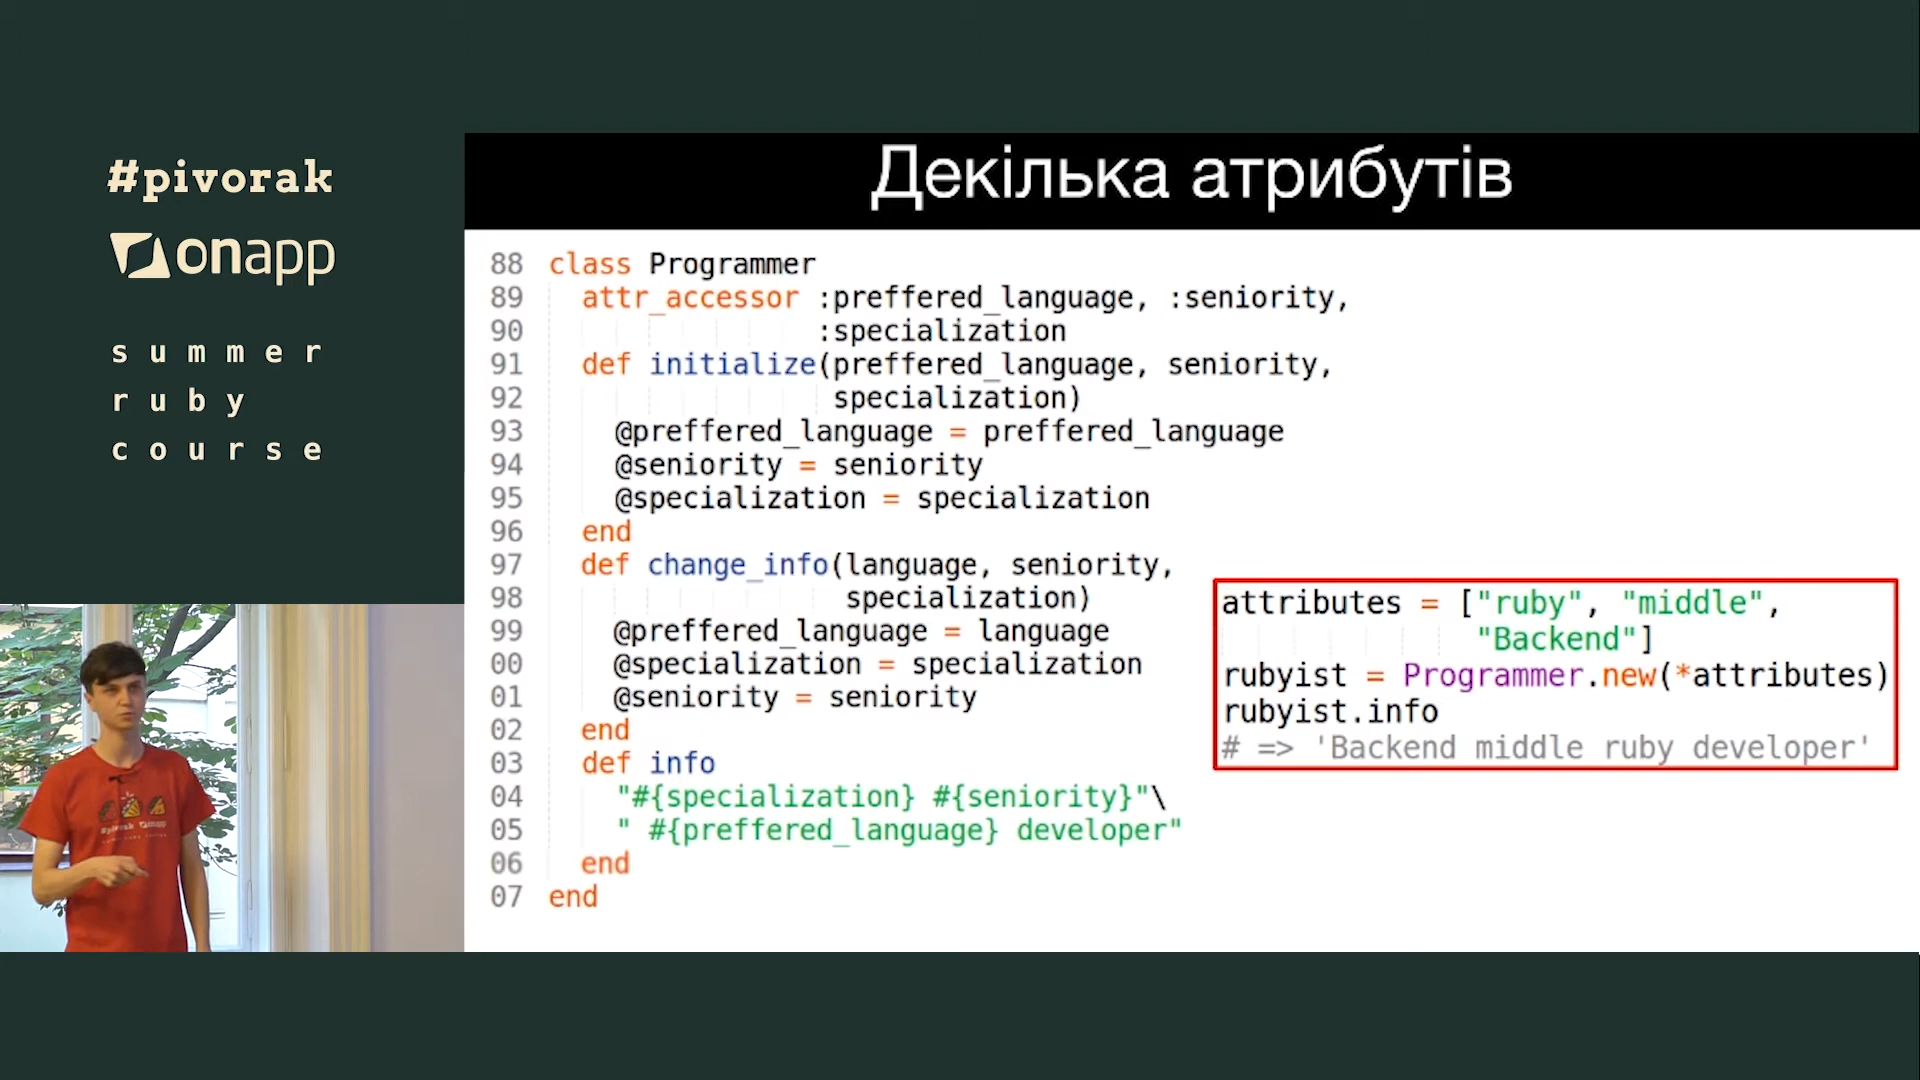 #pivorak
onapp
summer
ruby
course
Декілька атрибутів
88 class Programmer
89 attr_accessor :preffered_language, :seniority,
90 :specialization
91 def initialize(preffered_language, seniority,
92 specialization)
93 @preffered_language = preffered_language
94 @seniority = seniority
95 @specialization = specialization
96 end
97 def change_info(language, seniority,
98 specialization)
99 @preffered_language = language
00 @specialization = specialization
01 @seniority = seniority
02 end
03 def info
04 "#{specialization} #{seniority}"\
05 " #{preffered_language} developer"
06 end
07 end
attributes = ["ruby", "middle",
"Backend"]
rubyist = Programmer.new(*attributes)
rubyist.info
# => 'Backend middle ruby developer'